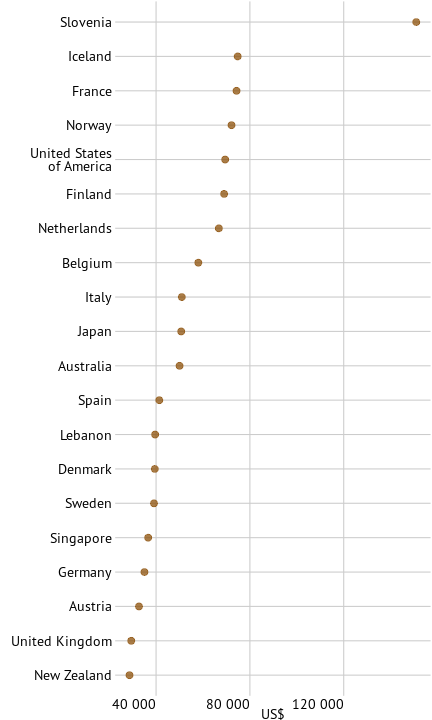 Slovenia
Iceland
France
Norway
United States
of America
Finland
Netherlands
Belgium
Italy
Japan
Australia
Spain
Lebanon
Denmark
Sweden
Singapore
Germany
Austria
United Kingdom
New Zealand
40 000 80 000 120 000
US$